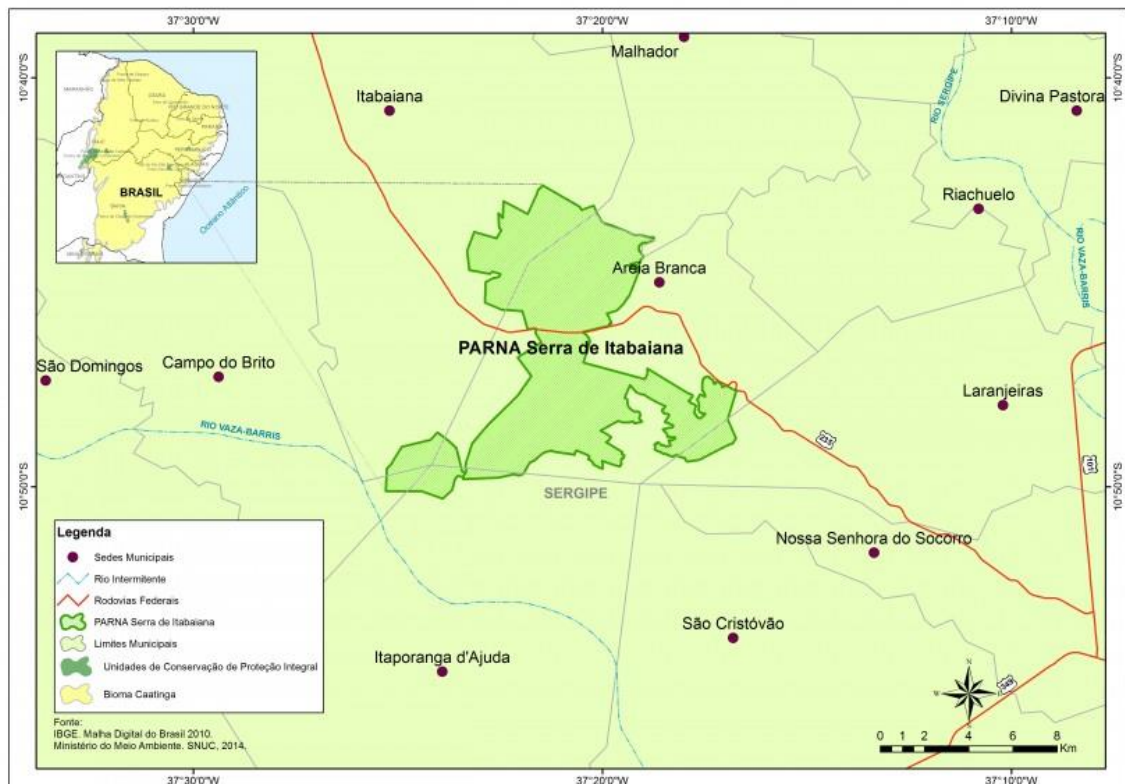 37°30'0"W
37°20'0"W
37°10'0"W
10°40'0"S
10°40'0"S
Malhador
Itabaiana
Divina Pastora
RIO SERGIPE
BRASIL
Oceano Atlântico
Riachuelo
RIO VAZA-BARRIS
Areia Branca
PARNA Serra de Itabaiana
São Domingos
Campo do Brito
Laranjeiras
RIO VAZA-BARRIS
235
101
10°50'0"S
SERGIPE
10°50'0"S
Legenda
Sedes Municipais
Rio Intermitente
Rodovias Federais
PARNA Serra de Itabaiana
Limites Municipais
Unidades de Conservação de Proteção Integral
Bioma Caatinga
Nossa Senhora do Socorro
São Cristóvão
Itaporanga d'Ajuda
349
N
Fonte:
IBGE. Malha Digital do Brasil 2010.
Ministério do Meio Ambiente. SNUC, 2014.
0 1 2 4 6 8
Km
37°30'0"W
37°20'0"W
37°10'0"W